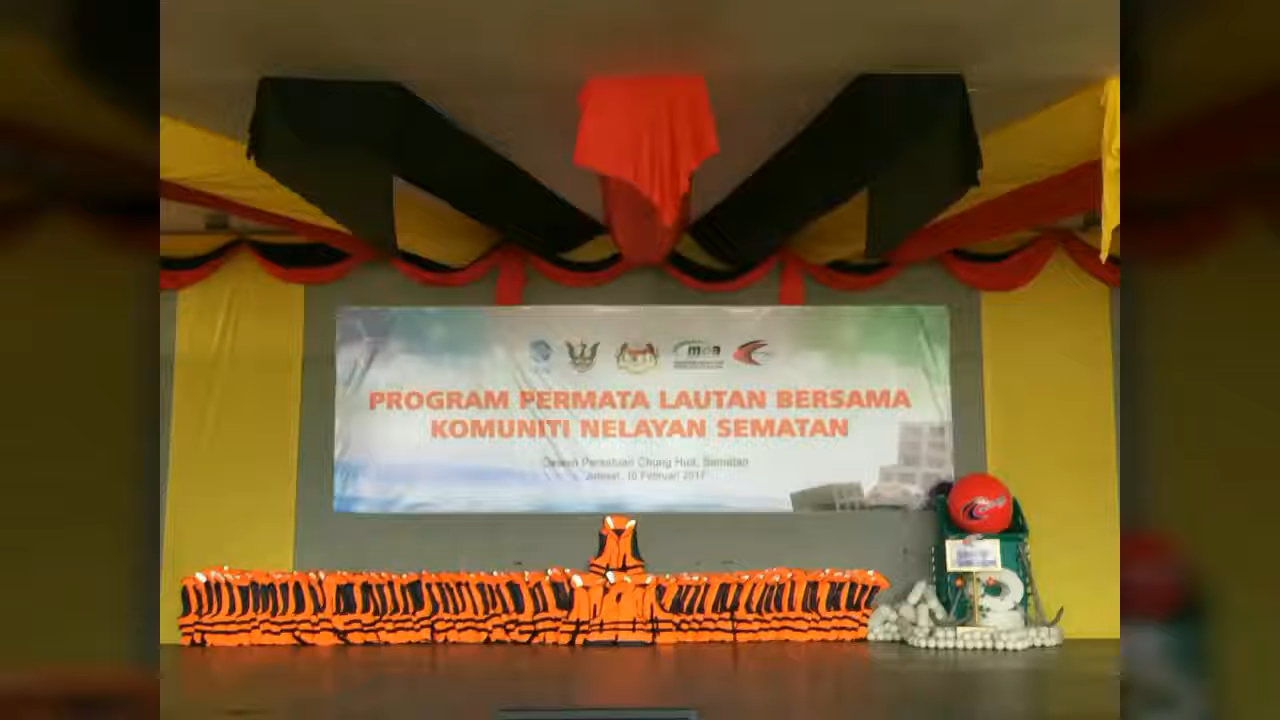 PROGRAM PERMATA LAUTAN BERSAMA
KOMUNITI NELAYAN SEMATAN
Dewan Persatuan Chung Hua, Sematan
Jumaat, 10 Februari 2017